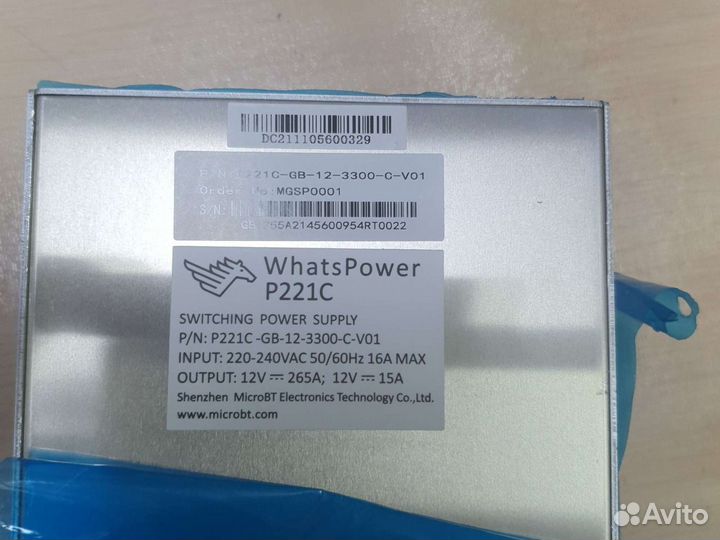 DC211105600329
P/N: P221C-GB-12-3300-C-V01
Order No:MGSP0001
S/N:
WhatsPower
P221C
SWITCHING POWER SUPPLY
P/N: P221C -GB-12-3300-C-V01
INPUT: 220-240VAC 50/60Hz 16A MAX
OUTPUT: 12V⎓265A; 12V⎓15A
Shenzhen MicroBT Electronics Technology Co.,Ltd.
www.microbt.com
Avito